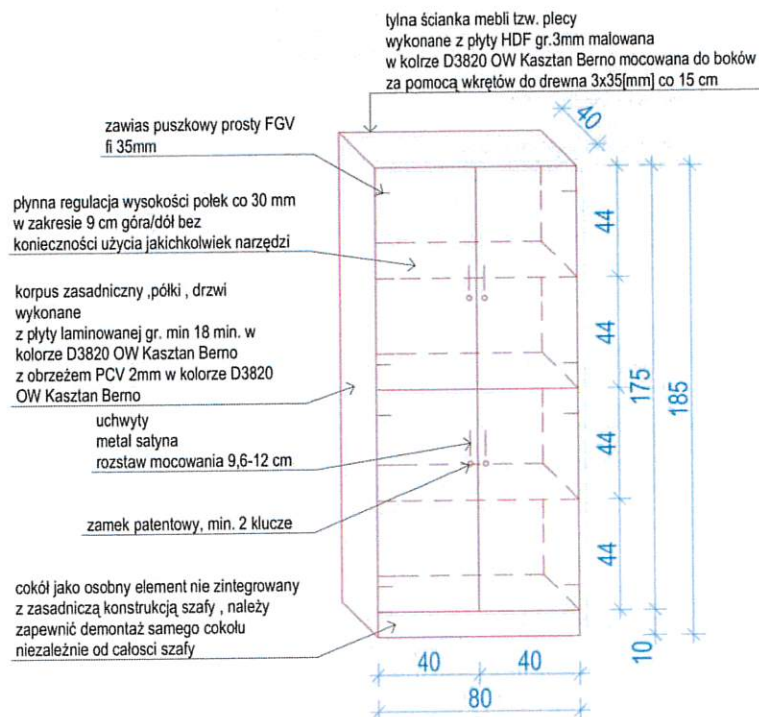 tylna ścianka mebli tzw. plecy
wykonane z płyty HDF gr.3mm malowana
w kolrze D3820 OW Kasztan Berno mocowana do boków
za pomocą wkrętów do drewna 3x35[mm] co 15 cm
zawias puszkowy prosty FGV
fi 35mm
płynna regulacja wysokości połek co 30 mm
w zakresie 9 cm góra/dół bez
konieczności użycia jakichkolwiek narzędzi
korpus zasadniczny ,półki , drzwi
wykonane
z płyty laminowanej gr. min 18 min. w
kolorze D3820 OW Kasztan Berno
z obrzeżem PCV 2mm w kolorze D3820
OW Kasztan Berno
uchwyty
metal satyna
rozstaw mocowania 9,6-12 cm
zamek patentowy, min. 2 klucze
cokół jako osobny element nie zintegrowany
z zasadniczą konstrukcją szafy , należy
zapewnić demontaż samego cokołu
niezależnie od całosci szafy
40
44
44
44
44
175
185
10
40
40
80